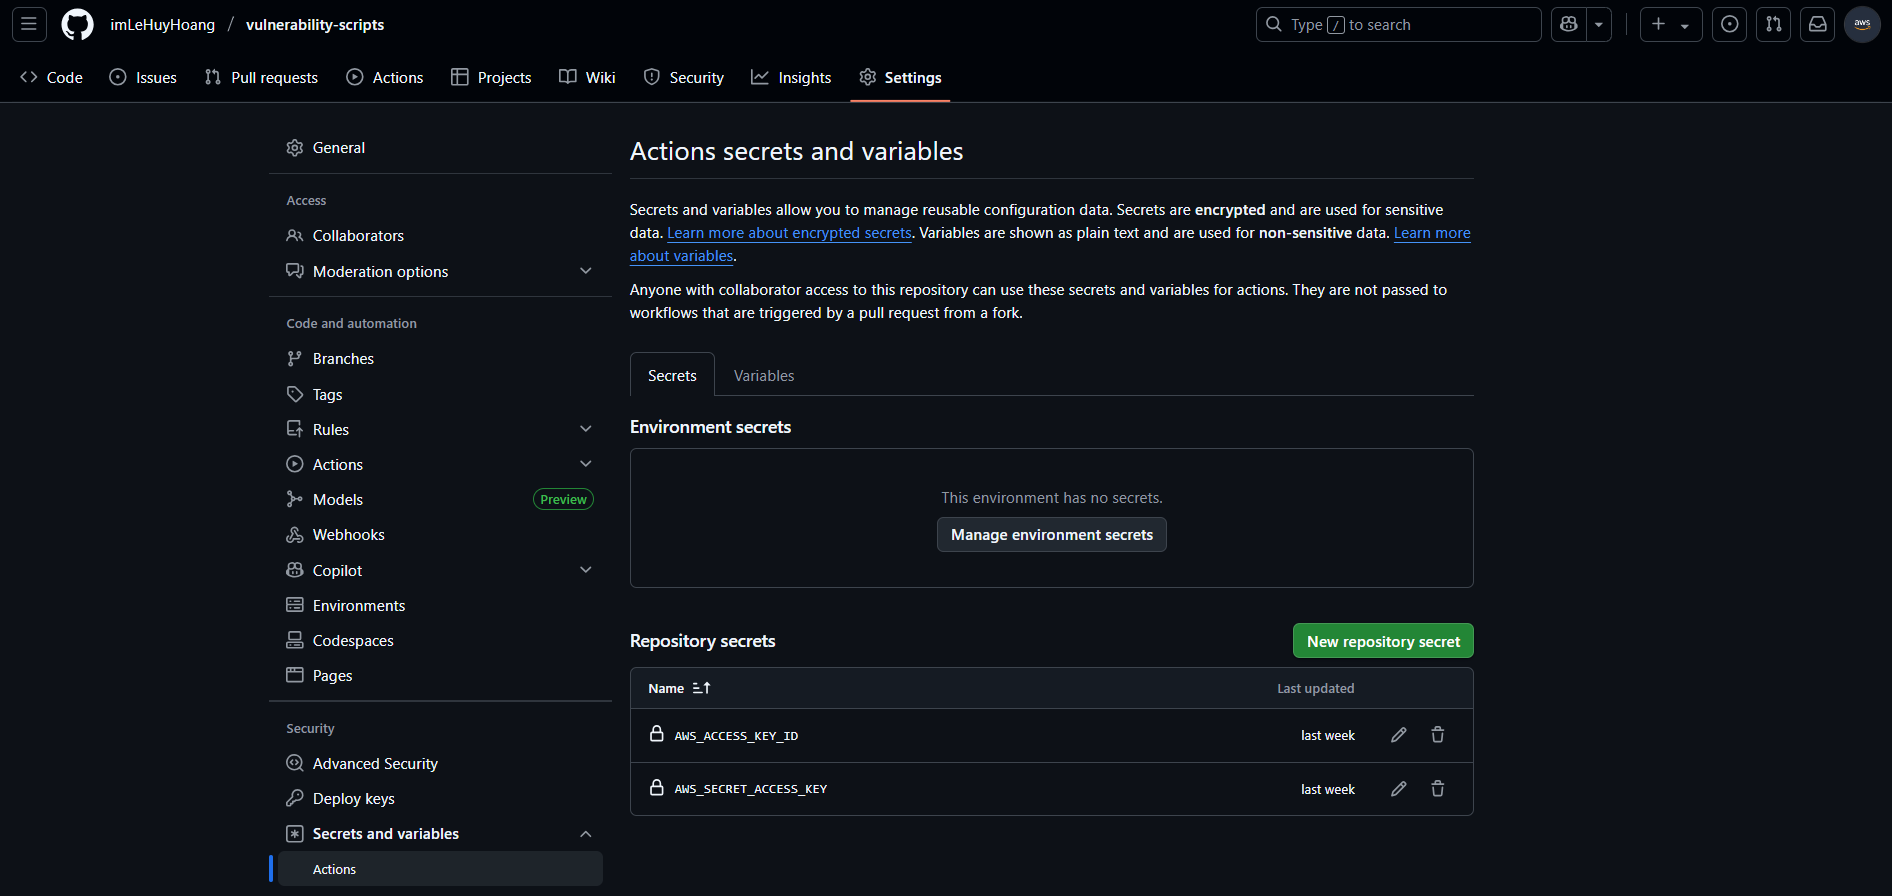 imLeHuyHoang / vulnerability-scripts
Type / to search
aws
Code
Issues
Pull requests
Actions
Projects
Wiki
Security
Insights
Settings
General
Access
Collaborators
Moderation options
Code and automation
Branches
Tags
Rules
Actions
Models
Preview
Webhooks
Copilot
Environments
Codespaces
Pages
Security
Advanced Security
Deploy keys
Secrets and variables
Actions
Actions secrets and variables
Secrets and variables allow you to manage reusable configuration data. Secrets are encrypted and are used for sensitive
data. Learn more about encrypted secrets. Variables are shown as plain text and are used for non-sensitive data. Learn more
about variables.
Anyone with collaborator access to this repository can use these secrets and variables for actions. They are not passed to
workflows that are triggered by a pull request from a fork.
Secrets
Variables
Environment secrets
This environment has no secrets.
Manage environment secrets
Repository secrets
New repository secret
Name
Last updated
AWS_ACCESS_KEY_ID
last week
AWS_SECRET_ACCESS_KEY
last week